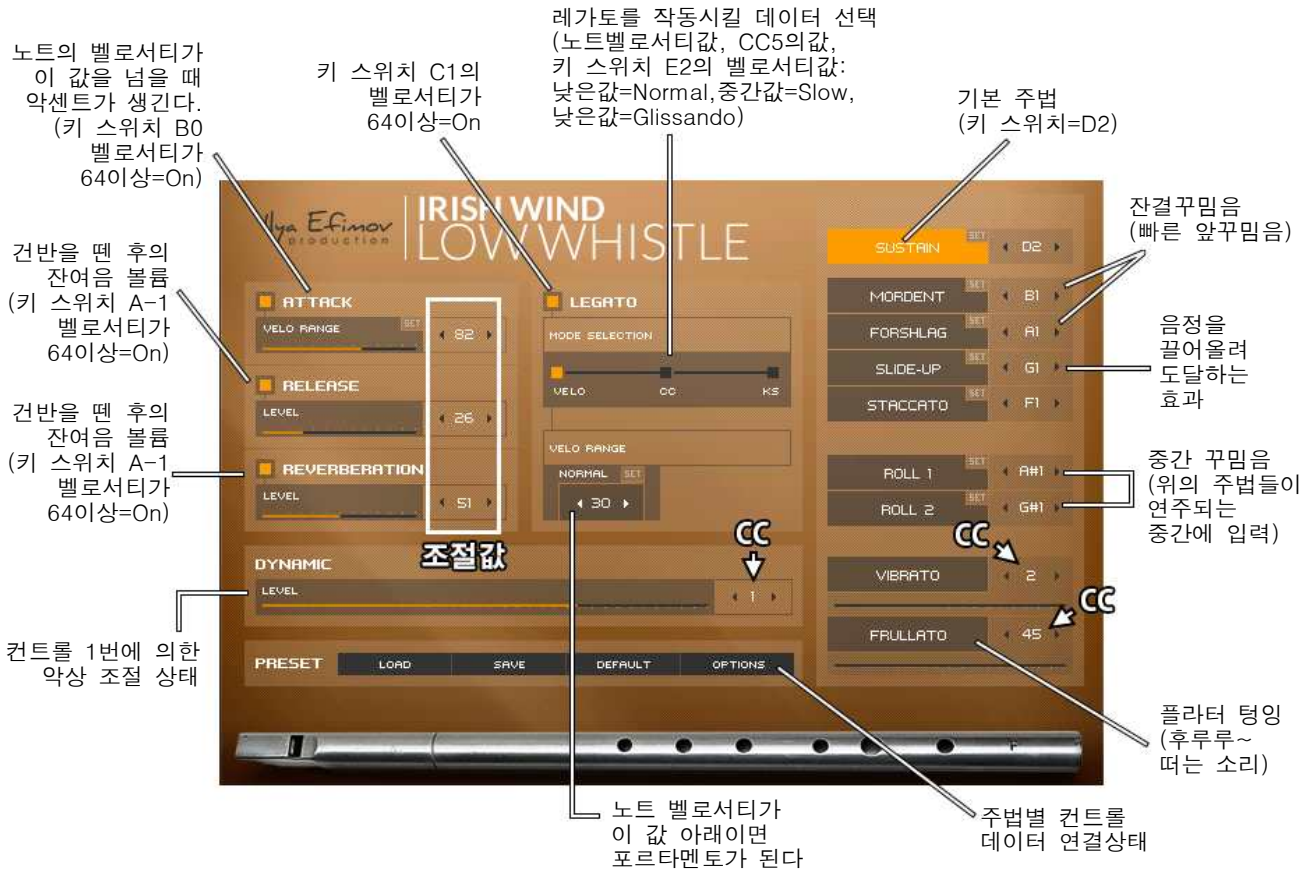 레가토를 작동시킬 데이터 선택
(노트벨로서티값, CC5의값,
키 스위치 E2의 벨로서티값:
낮은값=Normal,중간값=Slow,
낮은값=Glissando)
노트의 벨로서티가
이 값을 넘을 때
악센트가 생긴다.
(키 스위치 B0
벨로서티가
64이상=On)
키 스위치 C1의
벨로서티가
64이상=On
기본 주법
(키 스위치=D2)
잔결꾸밈음
(빠른 앞꾸밈음)
건반을 뗀 후의
잔여음 볼륨
(키 스위치 A-1
벨로서티가
64이상=On)
음정을
끌어올려
도달하는
효과
건반을 뗀 후의
잔여음 볼륨
(키 스위치 A-1
벨로서티가
64이상=On)
중간 꾸밈음
(위의 주법들이
연주되는
중간에 입력)
컨트롤 1번에 의한
악상 조절 상태
Ilya Efimov
production
IRISH WIND
LOW WHISTLE
ATTACK
VELO RANGE SET
82
RELEASE
LEVEL
26
REVERBERATION
LEVEL
51
조절값
LEGATO
MODE SELECTION
VELO CC KS
VELO RANGE
NORMAL SET
30
CC
DYNAMIC
LEVEL
1
PRESET LOAD SAVE DEFAULT OPTIONS
SUSTAIN SET D2
MORDENT SET B1
FORSHLAG SET A1
SLIDE-UP SET G1
STACCATO SET F1
ROLL 1 SET A#1
ROLL 2 SET G#1
CC
VIBRATO 2
CC
FRULLATO 45
F
플라터 텅잉
(후루루~
떠는 소리)
노트 벨로서티가
이 값 아래이면
포르타멘토가 된다
주법별 컨트롤
데이터 연결상태